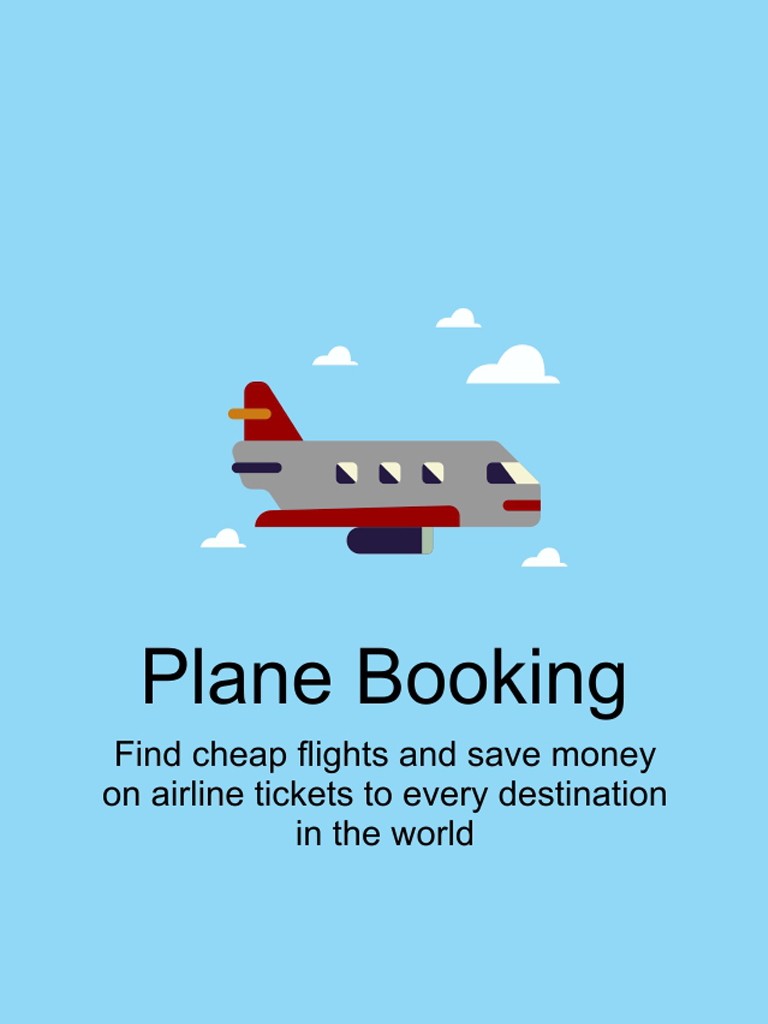 Plane Booking
Find cheap flights and save money
on airline tickets to every destination
in the world